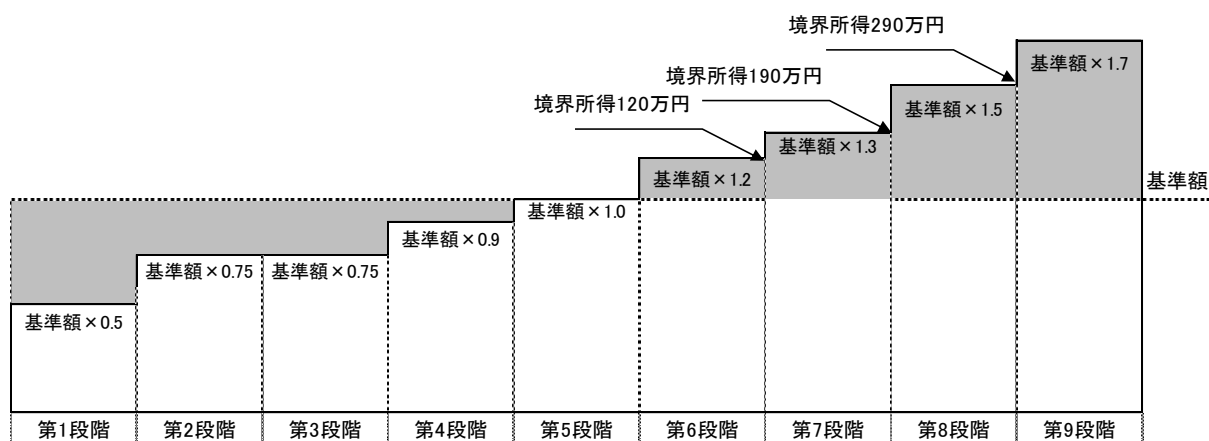 境界所得290万円
境界所得190万円
境界所得120万円
基準額×1.7
基準額×1.5
基準額×1.3
基準額×1.2
基準額
基準額×1.0
基準額×0.9
基準額×0.75
基準額×0.75
基準額×0.5
第1段階
第2段階
第3段階
第4段階
第5段階
第6段階
第7段階
第8段階
第9段階